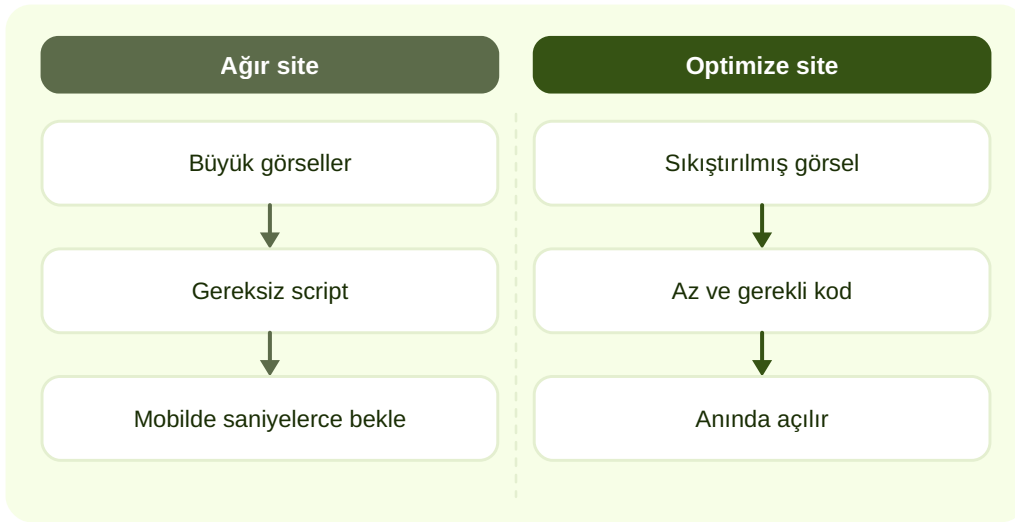 Ağır site
Büyük görseller
Gereksiz script
Mobilde saniyelerce bekle
Optimize site
Sıkıştırılmış görsel
Az ve gerekli kod
Anında açılır